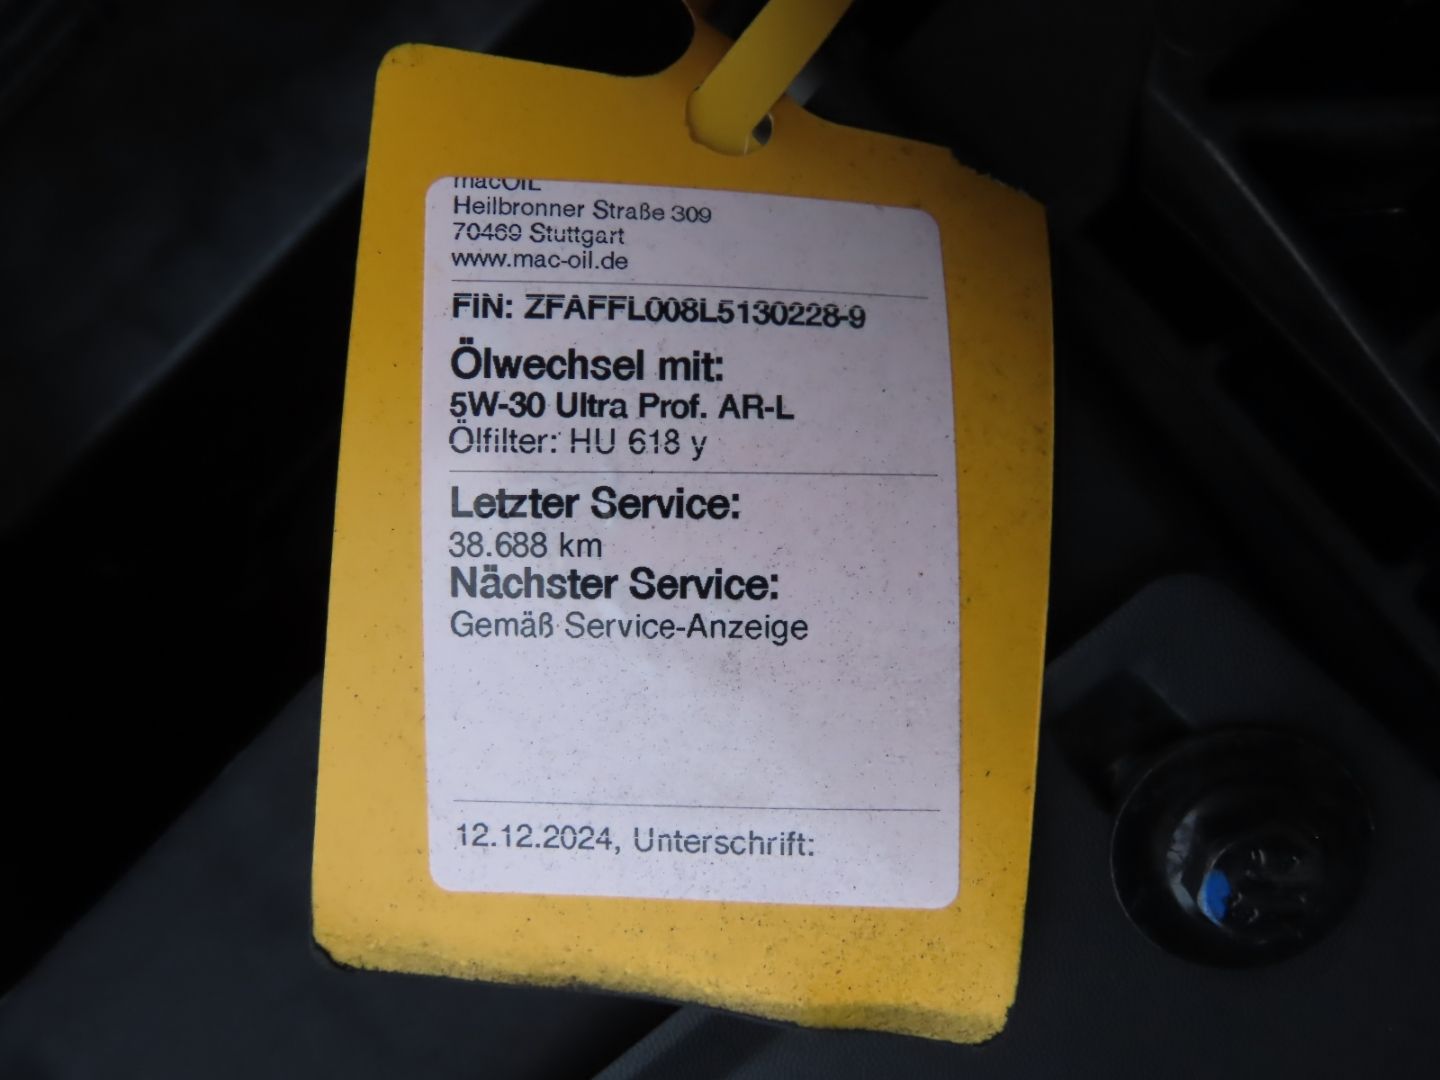 macOIL
Heilbronner Straße 309
70469 Stuttgart
www.mac-oil.de
FIN: ZFAFFL008L5130228-9
Ölwechsel mit:
5W-30 Ultra Prof. AR-L
Ölfilter: HU 618 y
Letzter Service:
38.688 km
Nächster Service:
Gemäß Service-Anzeige
12.12.2024, Unterschrift: